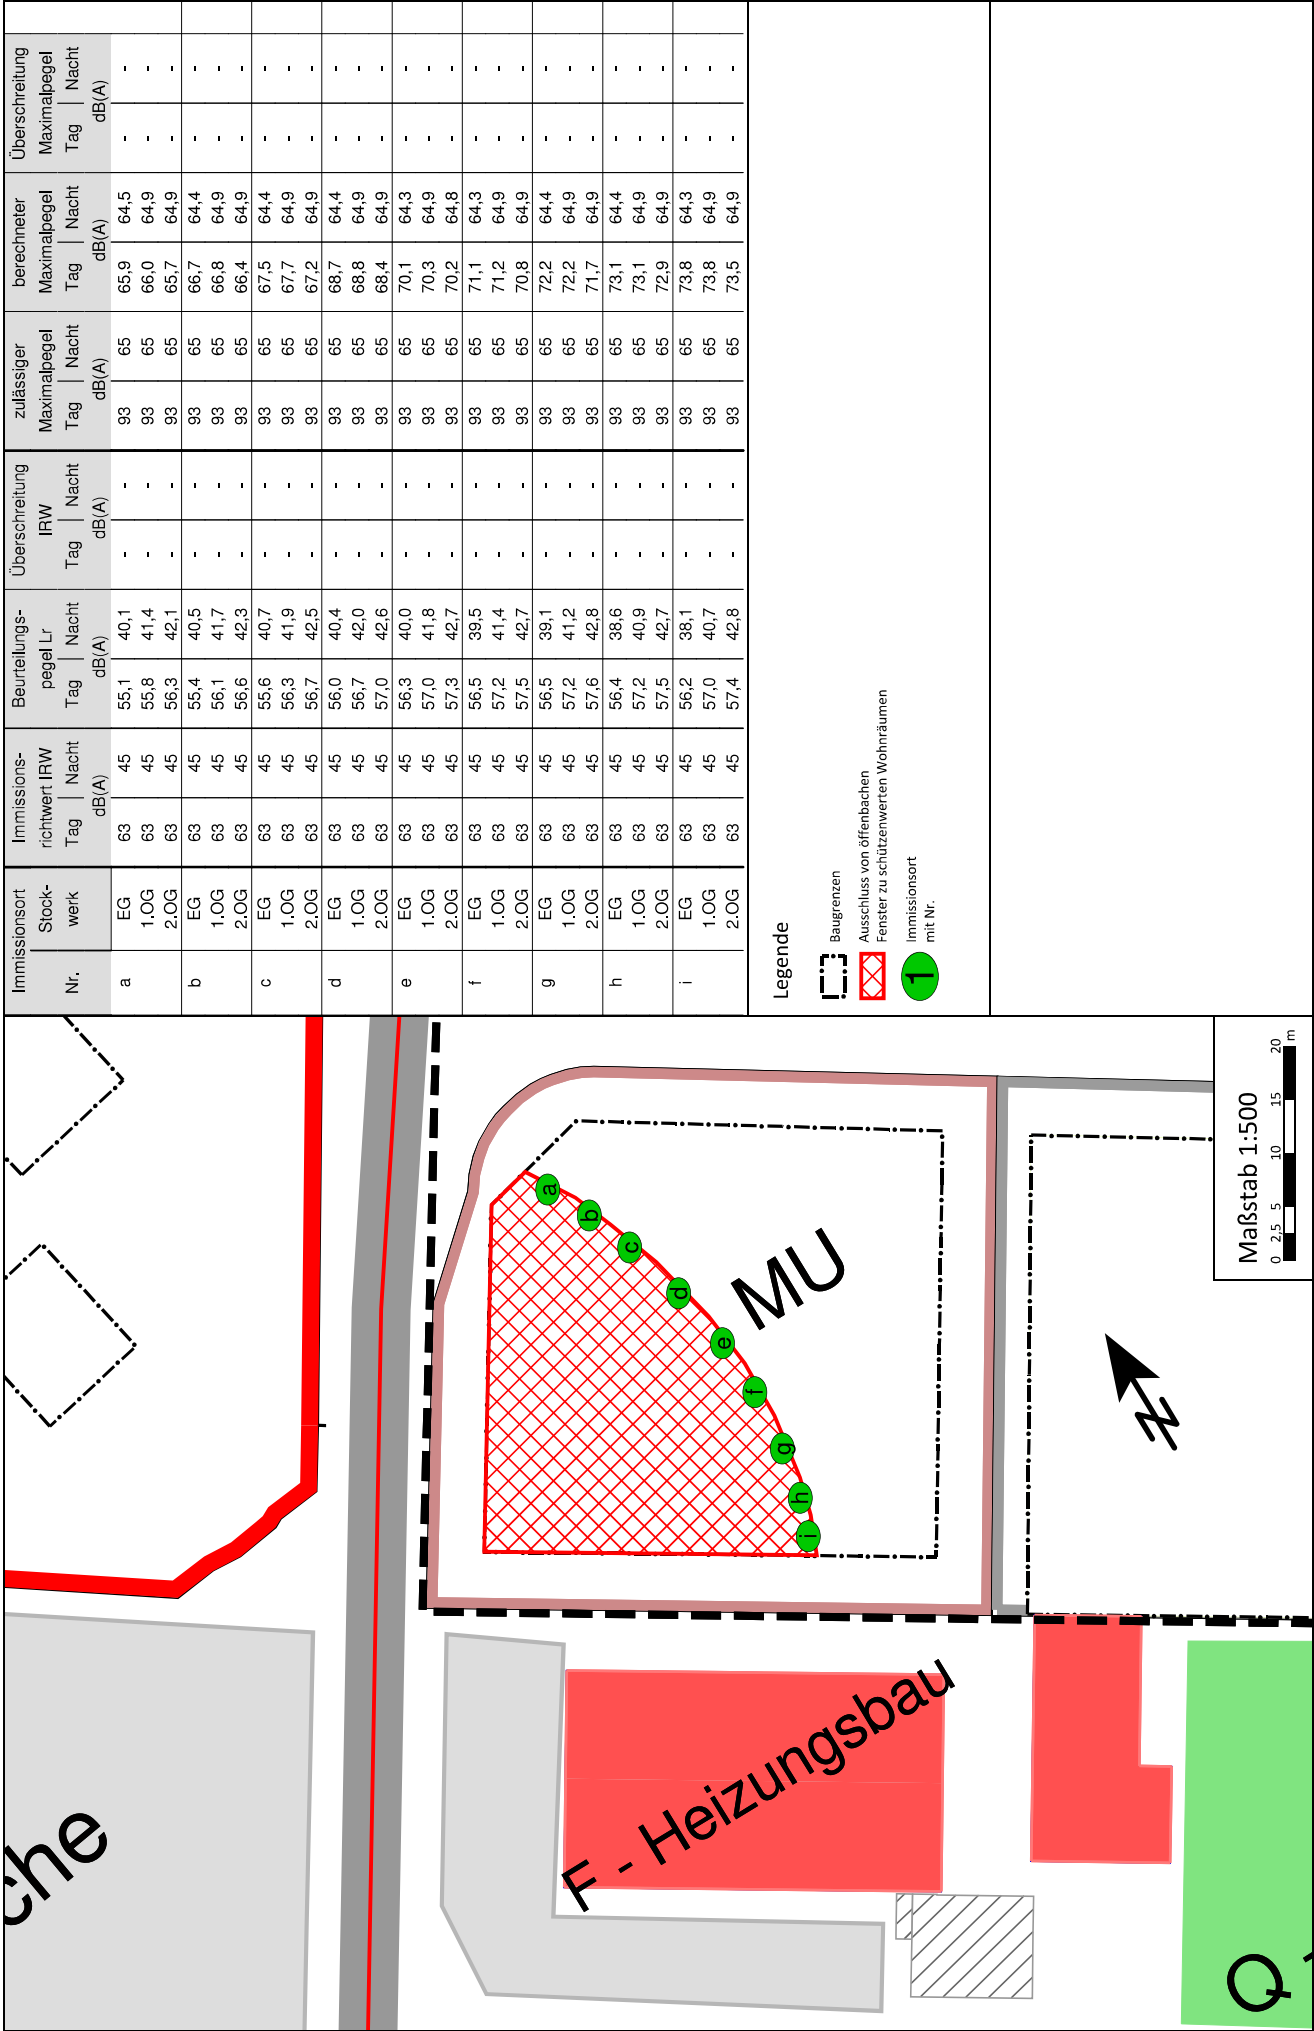 Immissionsort Immissions- Beurteilungs- Überschreitung zulässiger berechneter Überschreitung
Stock- richtwert IRW pegel Lr IRW Maximalpegel Maximalpegel Maximalpegel
Nr. werk Tag Nacht Tag Nacht Tag Nacht Tag Nacht Tag Nacht Tag Nacht
dB(A) dB(A) dB(A) dB(A) dB(A) dB(A)
a EG 63 45 55,1 40,1 - - 93 65 65,9 64,5 - -
1.OG 63 45 55,8 41,4 - - 93 65 66,0 64,9 - -
2.OG 63 45 56,3 42,1 - - 93 65 65,7 64,9 - -
b EG 63 45 55,4 40,5 - - 93 65 66,7 64,4 - -
1.OG 63 45 56,1 41,7 - - 93 65 66,8 64,9 - -
2.OG 63 45 56,6 42,3 - - 93 65 66,4 64,9 - -
c EG 63 45 55,6 40,7 - - 93 65 67,5 64,4 - -
1.OG 63 45 56,3 41,9 - - 93 65 67,7 64,9 - -
2.OG 63 45 56,7 42,5 - - 93 65 67,2 64,9 - -
d EG 63 45 56,0 40,4 - - 93 65 68,7 64,4 - -
1.OG 63 45 56,7 42,0 - - 93 65 68,8 64,9 - -
2.OG 63 45 57,0 42,6 - - 93 65 68,4 64,9 - -
e EG 63 45 56,3 40,0 - - 93 65 70,1 64,3 - -
1.OG 63 45 57,0 41,8 - - 93 65 70,3 64,9 - -
2.OG 63 45 57,3 42,7 - - 93 65 70,2 64,8 - -
f EG 63 45 56,5 39,5 - - 93 65 71,1 64,3 - -
1.OG 63 45 57,2 41,4 - - 93 65 71,2 64,9 - -
2.OG 63 45 57,5 42,7 - - 93 65 70,8 64,9 - -
g EG 63 45 56,5 39,1 - - 93 65 72,2 64,4 - -
1.OG 63 45 57,2 41,2 - - 93 65 72,2 64,9 - -
2.OG 63 45 57,6 42,8 - - 93 65 71,7 64,9 - -
h EG 63 45 56,4 38,6 - - 93 65 73,1 64,4 - -
1.OG 63 45 57,2 40,9 - - 93 65 73,1 64,9 - -
2.OG 63 45 57,5 42,7 - - 93 65 72,9 64,9 - -
i EG 63 45 56,2 38,1 - - 93 65 73,8 64,3 - -
1.OG 63 45 57,0 40,7 - - 93 65 73,8 64,9 - -
2.OG 63 45 57,4 42,8 - - 93 65 73,5 64,9 - -
Legende
Baugrenzen
Ausschluss von öffenbachen
Fenster zu schützenwerten Wohnräumen
1
Immissionsort
mit Nr.
che
F - Heizungsbau
MU
a
b
c
d
e
f
g
h
i
N
Q
Maßstab 1:500
0 2,5 5 10 15 20
m